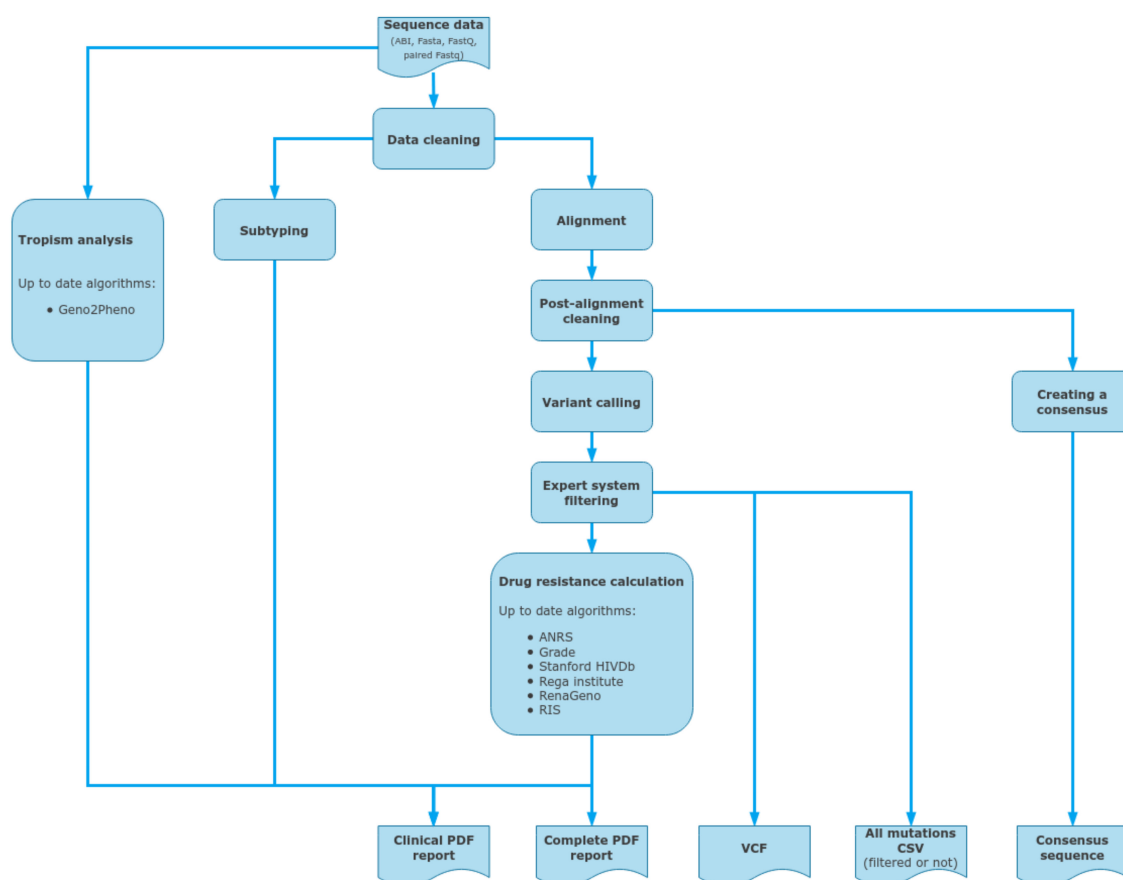 Sequence data
(ABI, Fasta, FastQ,
paired Fastq)
Data cleaning
Tropism analysis
Up to date algorithms:
• Geno2Pheno
Subtyping
Alignment
Post-alignment
cleaning
Variant calling
Creating a
consensus
Expert system
filtering
Drug resistance calculation
Up to date algorithms:
• ANRS
• Grade
• Stanford HIVDb
• Rega institute
• RenaGeno
• RIS
Clinical PDF
report
Complete PDF
report
VCF
All mutations
CSV
(filtered or not)
Consensus
sequence